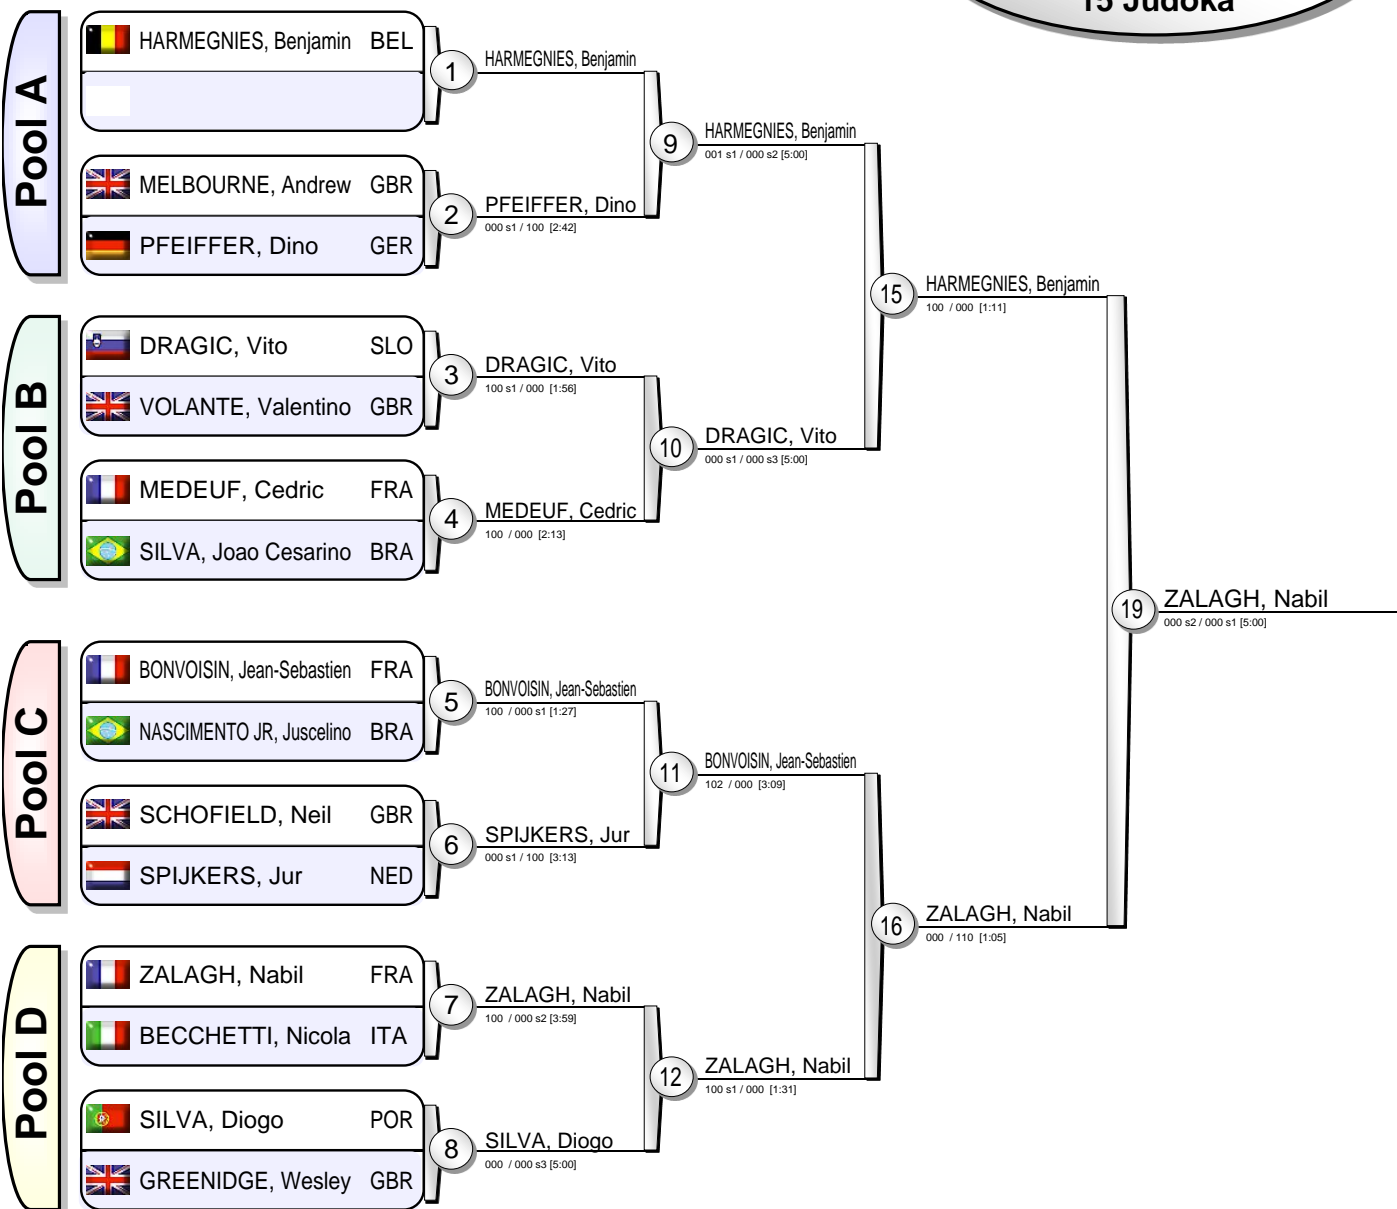 15 Judoka
Pool A
HARMEGNIES, Benjamin BEL
1
HARMEGNIES, Benjamin
MELBOURNE, Andrew GBR
PFEIFFER, Dino GER
2
PFEIFFER, Dino
000 s1 / 100 [2:42]
9
HARMEGNIES, Benjamin
001 s1 / 000 s2 [5:00]
Pool B
DRAGIC, Vito SLO
VOLANTE, Valentino GBR
3
DRAGIC, Vito
100 s1 / 000 [1:56]
MEDEUF, Cedric FRA
SILVA, Joao Cesarino BRA
4
MEDEUF, Cedric
100 / 000 [2:13]
10
DRAGIC, Vito
000 s1 / 000 s3 [5:00]
15
HARMEGNIES, Benjamin
100 / 000 [1:11]
Pool C
BONVOISIN, Jean-Sebastien FRA
NASCIMENTO JR, Juscelino BRA
5
BONVOISIN, Jean-Sebastien
100 / 000 s1 [1:27]
SCHOFIELD, Neil GBR
SPIJKERS, Jur NED
6
SPIJKERS, Jur
000 s1 / 100 [3:13]
11
BONVOISIN, Jean-Sebastien
102 / 000 [3:09]
Pool D
ZALAGH, Nabil FRA
BECCHETTI, Nicola ITA
7
ZALAGH, Nabil
100 / 000 s2 [3:59]
SILVA, Diogo POR
GREENIDGE, Wesley GBR
8
SILVA, Diogo
000 / 000 s3 [5:00]
12
ZALAGH, Nabil
100 s1 / 000 [1:31]
16
ZALAGH, Nabil
000 / 110 [1:05]
19
ZALAGH, Nabil
000 s2 / 000 s1 [5:00]